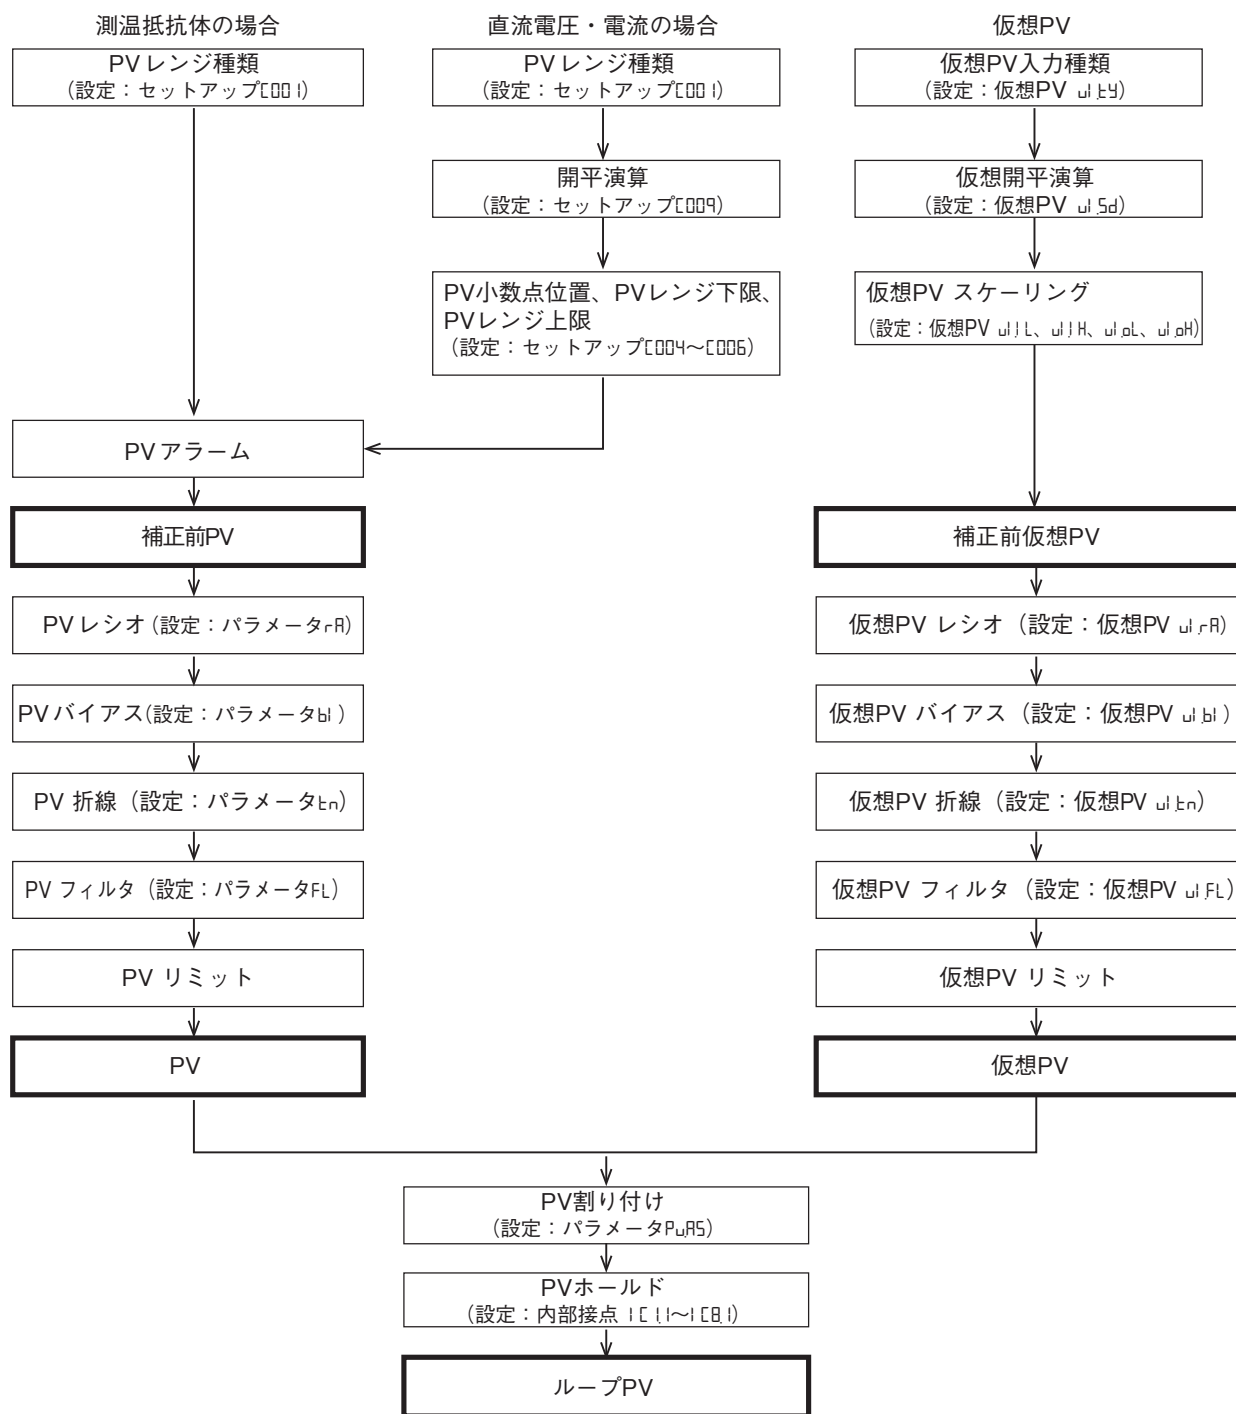 測温抵抗体の場合
PVレンジ種類
(設定：セットアップC001)
直流電圧・電流の場合
PVレンジ種類
(設定：セットアップC001)
開平演算
(設定：セットアップC009)
PV小数点位置、PVレンジ下限、
PVレンジ上限
(設定：セットアップC004～C006)
仮想PV
仮想PV入力種類
(設定：仮想PV uI.tY)
仮想開平演算
(設定：仮想PV uI.Sd)
仮想PV スケーリング
(設定：仮想PV uI.IL、uI.IH、uI.oL、uI.oH)
PVアラーム
補正前PV
PVレシオ(設定：パラメータrA)
PVバイアス(設定：パラメータbI)
PV 折線（設定：パラメータtn)
PV フィルタ（設定：パラメータFL)
PV リミット
PV
補正前仮想PV
仮想PV レシオ（設定：仮想PV uI.rA)
仮想PV バイアス（設定：仮想PV uI.bI)
仮想PV 折線（設定：仮想PV uI.tn)
仮想PV フィルタ（設定：仮想PV uI.FL)
仮想PV リミット
仮想PV
PV割り付け
(設定：パラメータPu.AS)
PVホールド
(設定：内部接点 IC1.1～IC8.1)
ループPV